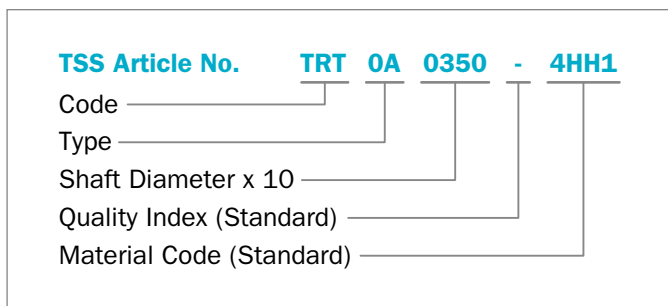 TSS Article No. TRT 0A 0350 - 4HH1
Code
Type
Shaft Diameter x 10
Quality Index (Standard)
Material Code (Standard)